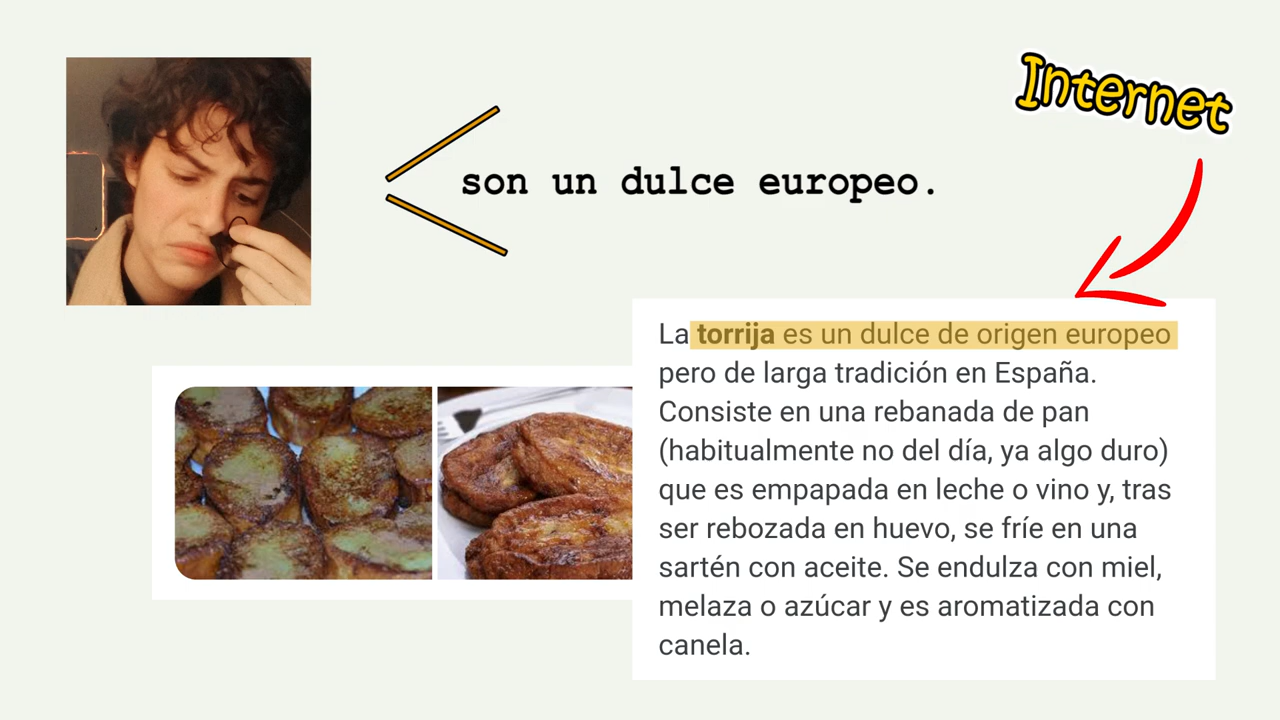 Internet
son un dulce europeo.
La torrija es un dulce de origen europeo
pero de larga tradición en España.
Consiste en una rebanada de pan
(habitualmente no del día, ya algo duro)
que es empapada en leche o vino y, tras
ser rebozada en huevo, se fríe en una
sartén con aceite. Se endulza con miel,
melaza o azúcar y es aromatizada con
canela.